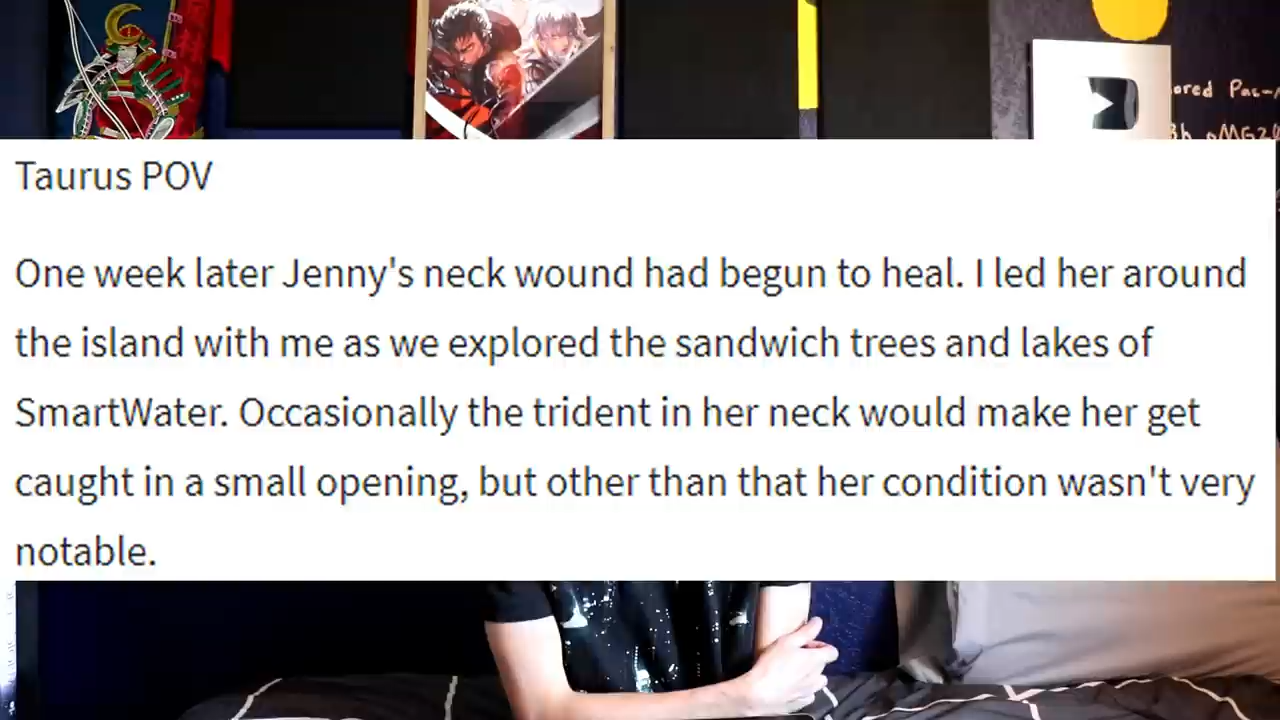 Taurus POV
One week later Jenny's neck wound had begun to heal. I led her around
the island with me as we explored the sandwich trees and lakes of
SmartWater. Occasionally the trident in her neck would make her get
caught in a small opening, but other than that her condition wasn't very
notable.